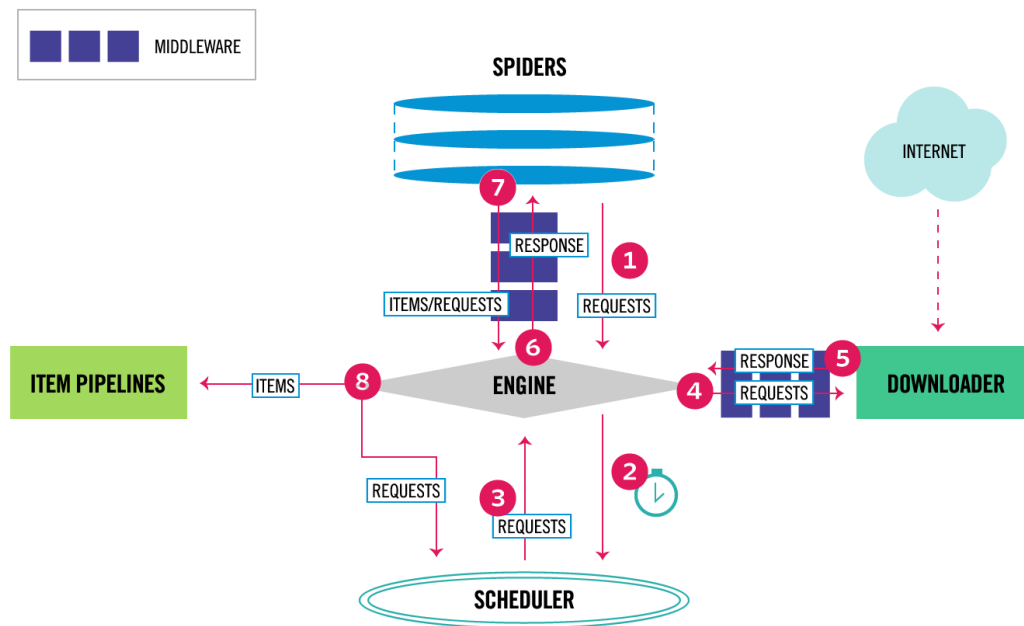 MIDDLEWARE
SPIDERS
INTERNET
7
RESPONSE
1
ITEMS/REQUESTS
REQUESTS
6
5
RESPONSE
ITEM PIPELINES
ITEMS
8
ENGINE
4
REQUESTS
DOWNLOADER
2
REQUESTS
3
REQUESTS
SCHEDULER